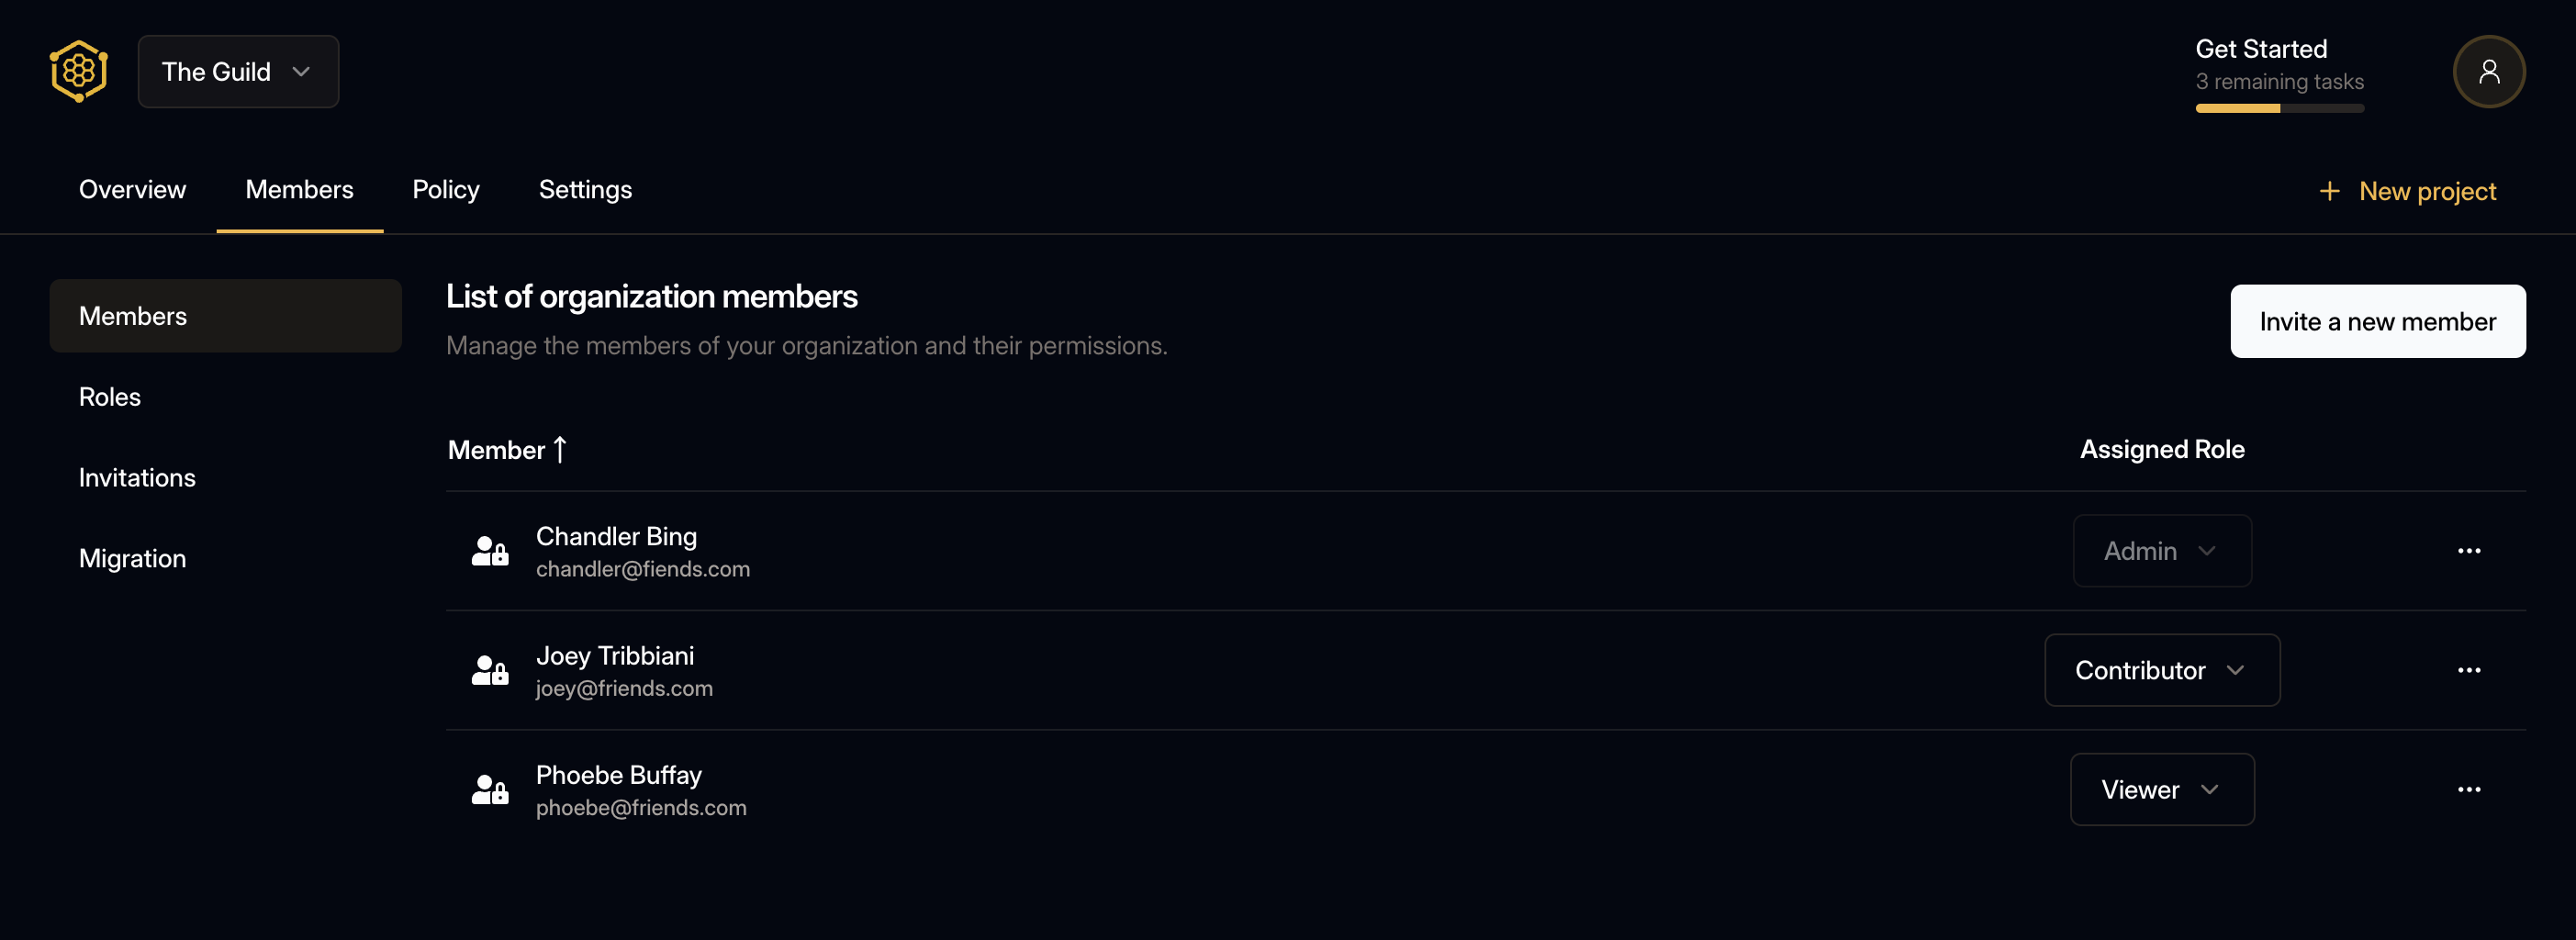 The Guild
Get Started
3 remaining tasks
Overview Members Policy Settings
+ New project
Members
Roles
Invitations
Migration
List of organization members
Manage the members of your organization and their permissions.
Invite a new member
Member ↑ Assigned Role
Chandler Bing
chandler@fiends.com
Admin
Joey Tribbiani
joey@friends.com
Contributor
Phoebe Buffay
phoebe@friends.com
Viewer